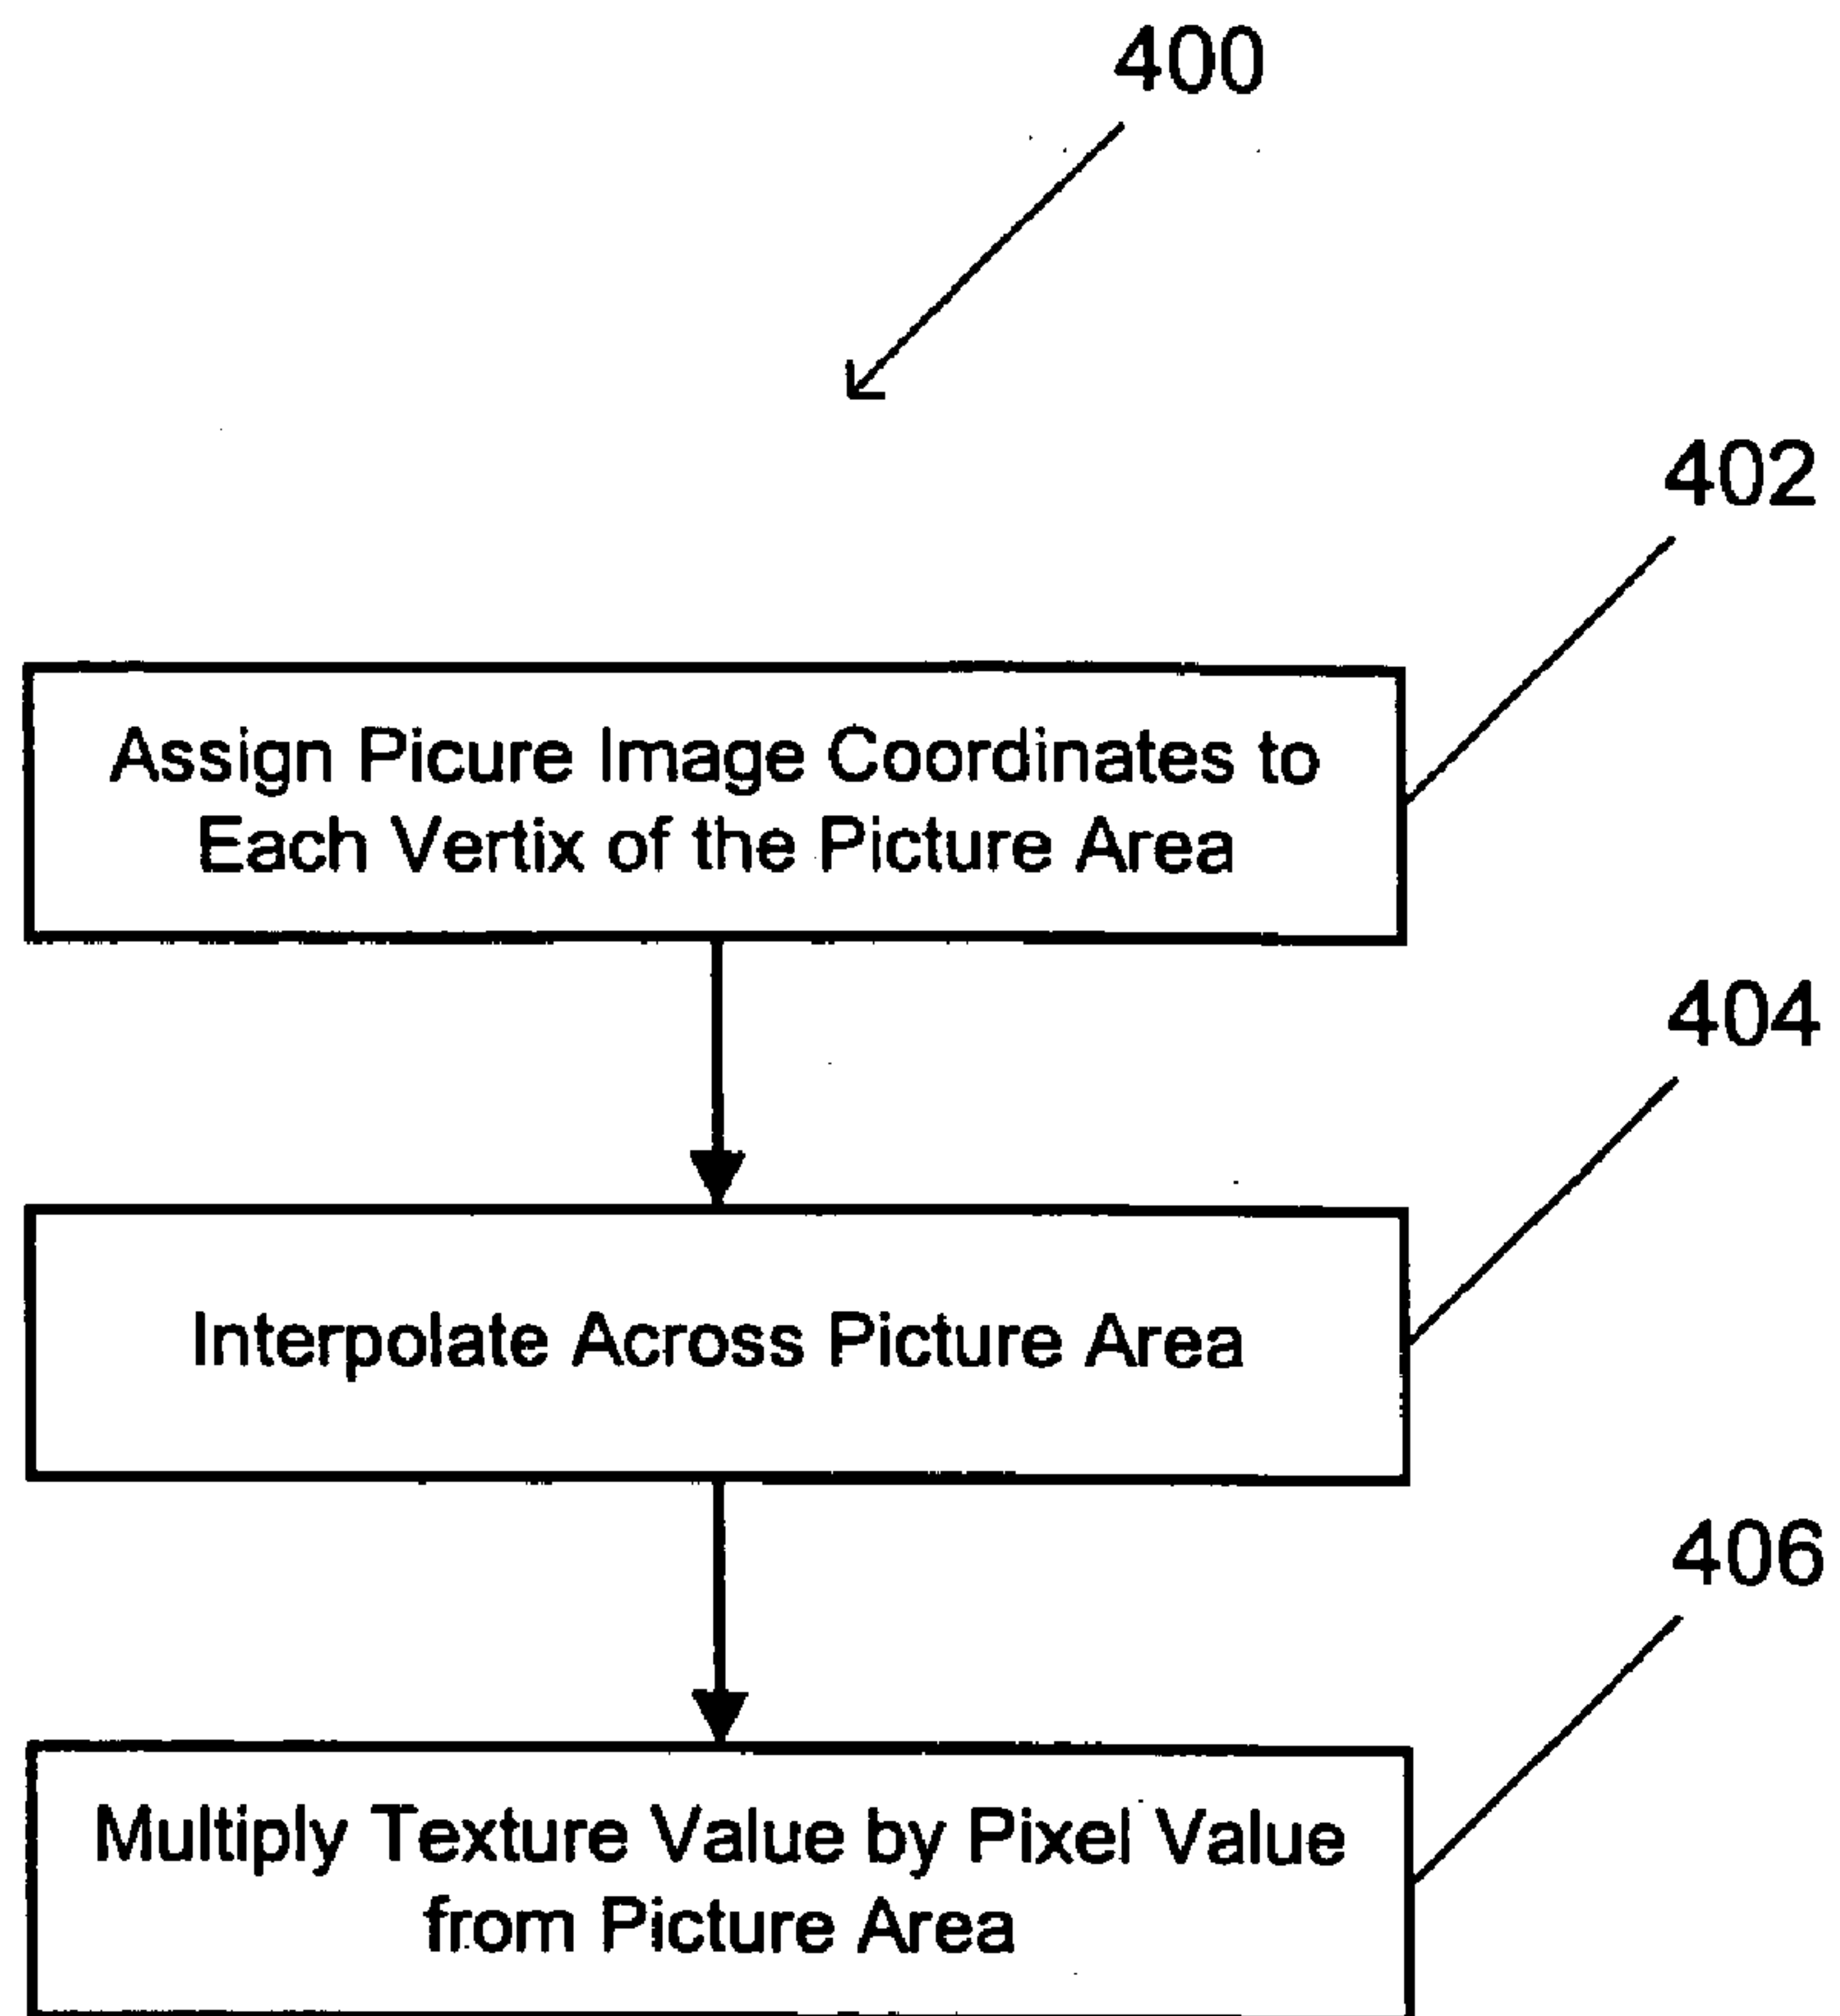 400
402
Assign Picure Image Coordinates to
Each Vertix of the Picture Area
404
Interpolate Across Picture Area
406
Multiply Texture Value by Pixel Value
from Picture Area